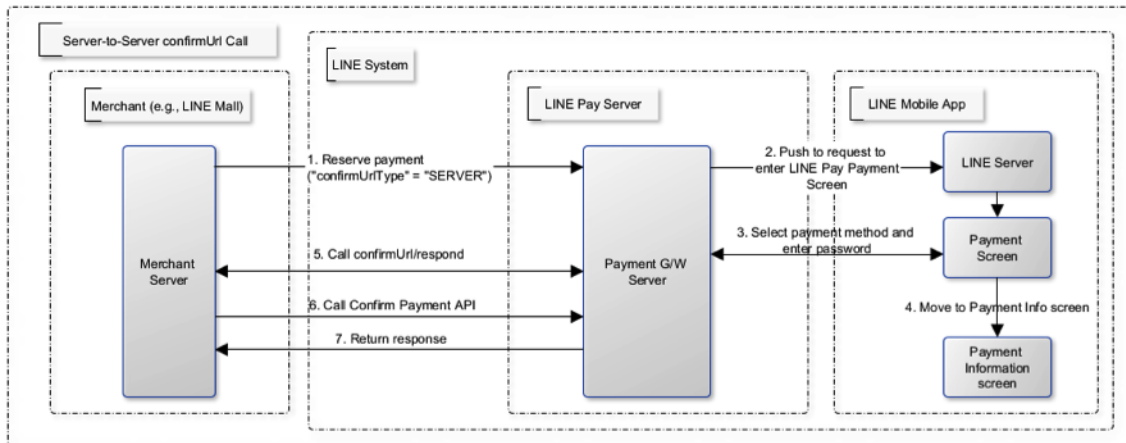 Server-to-Server confirmUrl Call
LINE System
Merchant (e.g., LINE Mall)
LINE Pay Server
LINE Mobile App
1. Reserve payment
("confirmUrlType" = "SERVER")
2. Push to request to
enter LINE Pay Payment
Screen
LINE Server
3. Select payment method and
enter password
Payment
Screen
5. Call confirmUrl/respond
Merchant
Server
Payment G/W
Server
6. Call Confirm Payment API
4. Move to Payment Info screen
7. Return response
Payment
Information
screen